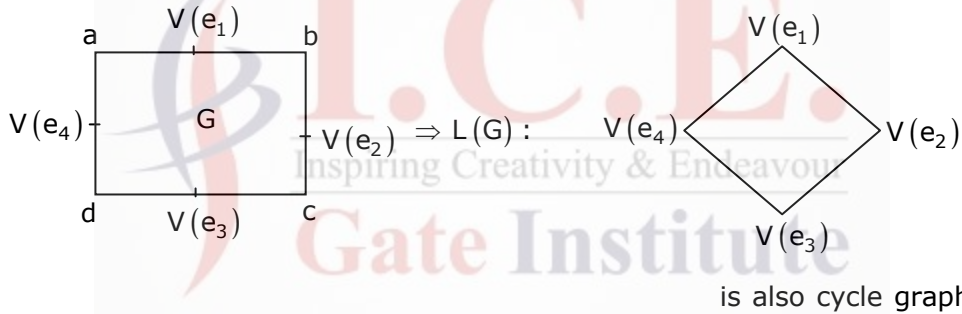 V(e₁)
a b
V(e₄) G V(e₂) ⇒ L(G) :
d V(e₃) c
V(e₁)
V(e₄) V(e₂)
V(e₃)
is also cycle graph
I.C.E.
Inspiring Creativity & Endeavour
Gate Institute